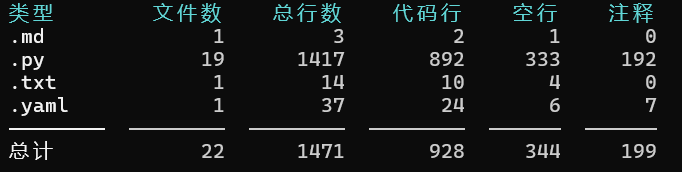 类型 文件数 总行数 代码行 空行 注释
.md 1 3 2 1 0
.py 19 1417 892 333 192
.txt 1 14 10 4 0
.yaml 1 37 24 6 7
总计 22 1471 928 344 199